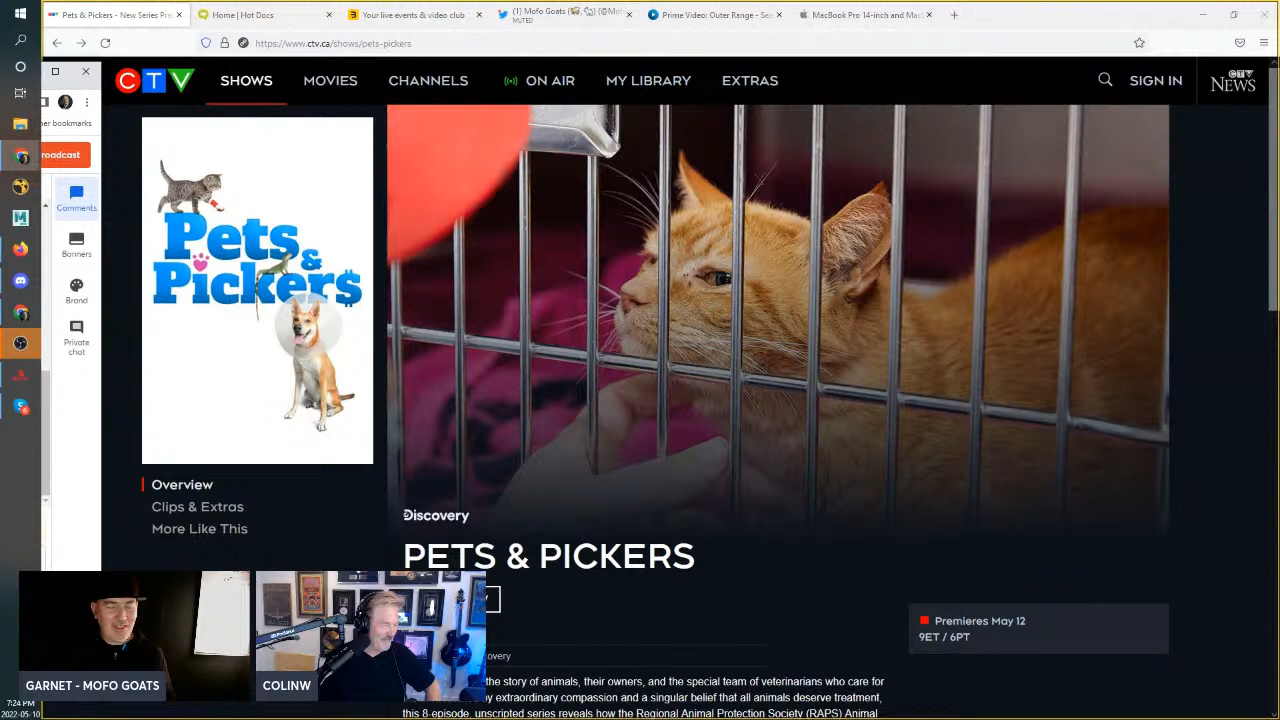 Pets & Pickers - New Series Pre
Home | Hot Docs
Your live events & video club
(1) Mofo Goats
MUTED
Prime Video: Outer Range - Sea
MacBook Pro 14-inch and Mac
https://www.ctv.ca/shows/pets-pickers
CTV
SHOWS
MOVIES
CHANNELS
ON AIR
MY LIBRARY
EXTRAS
SIGN IN
CTV
NEWS
her bookmarks
roadcast
Comments
Banners
Brand
Private
chat
Pets &
Picker$
Overview
Clips & Extras
More Like This
Discovery
PETS & PICKERS
Premieres May 12
9ET / 6PT
overy
the story of animals, their owners, and the special team of veterinarians who care for
y extraordinary compassion and a singular belief that all animals deserve treatment,
this 8-episode, unscripted series reveals how the Regional Animal Protection Society (RAPS) Animal
GARNET - MOFO GOATS
COLINW
7:24 PM
2022-05-10